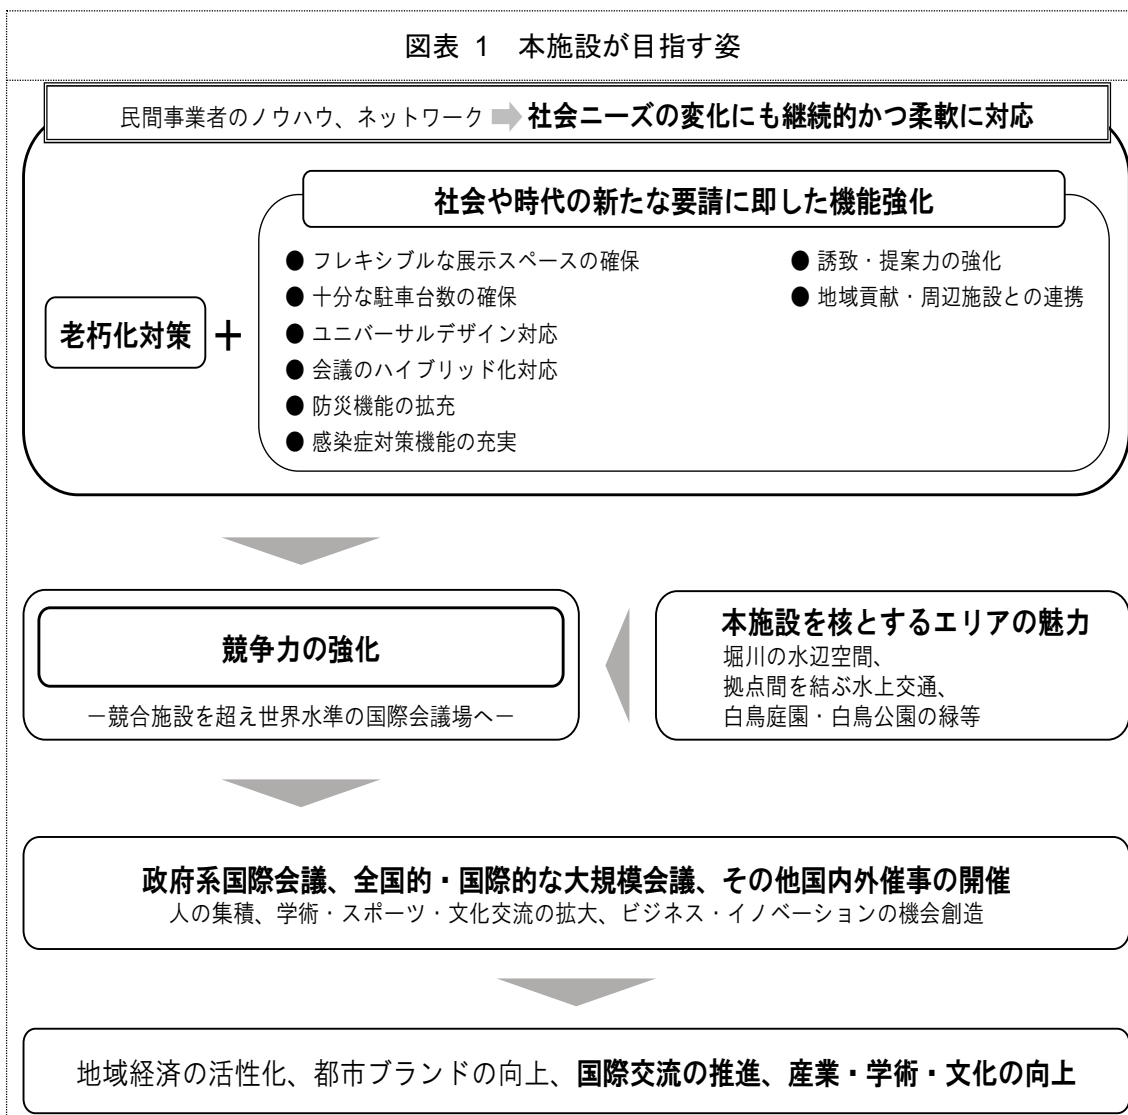 図表 1 本施設が目指す姿
民間事業者のノウハウ、ネットワーク 社会ニーズの変化にも継続的かつ柔軟に対応
社会や時代の新たな要請に即した機能強化
老朽化対策
＋
● フレキシブルな展示スペースの確保
● 十分な駐車台数の確保
● ユニバーサルデザイン対応
● 会議のハイブリッド化対応
● 防災機能の拡充
● 感染症対策機能の充実
● 誘致・提案力の強化
● 地域貢献・周辺施設との連携
競争力の強化
－競合施設を超え世界水準の国際会議場へ－
本施設を核とするエリアの魅力
堀川の水辺空間、
拠点間を結ぶ水上交通、
白鳥庭園・白鳥公園の緑等
政府系国際会議、全国的・国際的な大規模会議、その他国内外催事の開催
人の集積、学術・スポーツ・文化交流の拡大、ビジネス・イノベーションの機会創造
地域経済の活性化、都市ブランドの向上、国際交流の推進、産業・学術・文化の向上